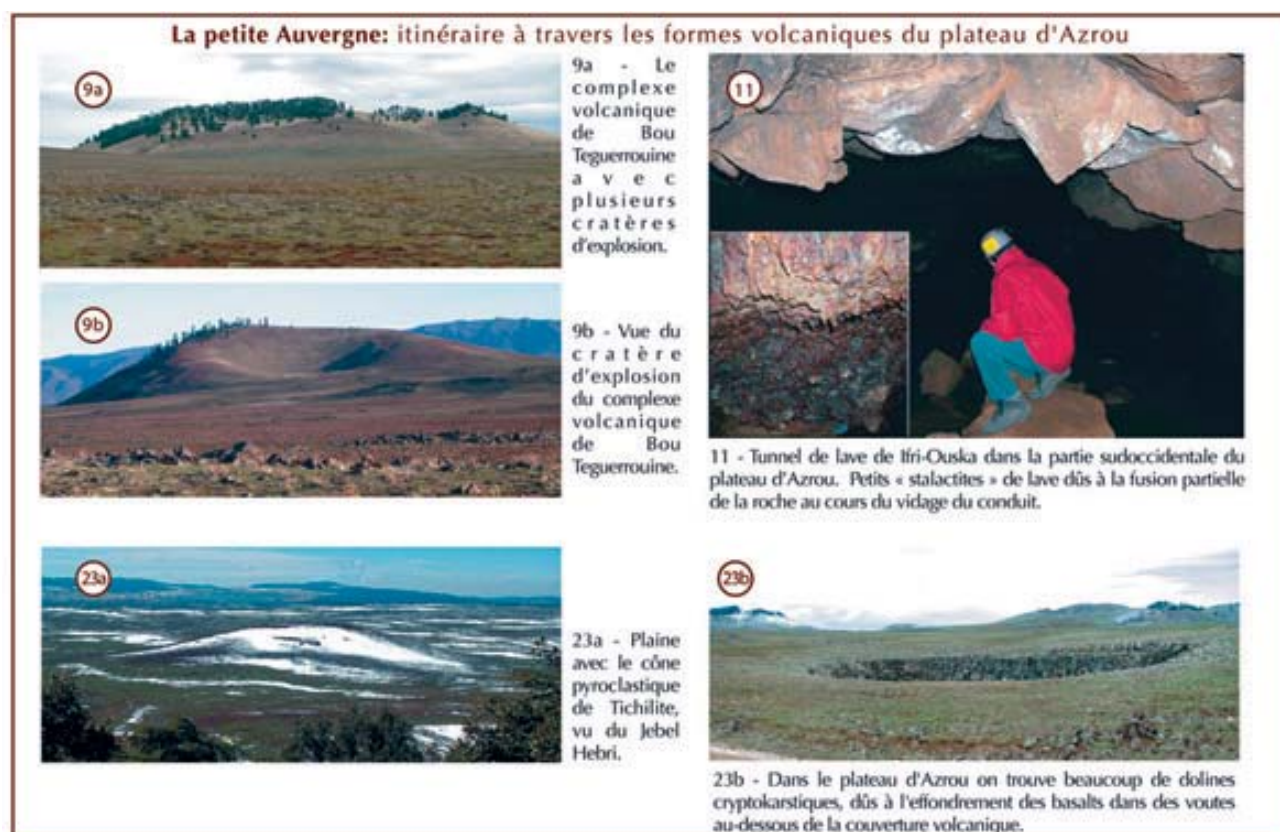 La petite Auvergne: itinéraire à travers les formes volcaniques du plateau d'Azrou
9a
9a - Le
complexe
volcanique
de Bou
Teguerrouine
avec
plusieurs
cratères
d'explosion.
9b
9b - Vue du
cratère
d'explosion
du complexe
volcanique
de Bou
Teguerrouine.
11
11 - Tunnel de lave de Ifri-Ouska dans la partie sudoccidentale du
plateau d'Azrou. Petits « stalactites » de lave dûs à la fusion partielle
de la roche au cours du vidage du conduit.
23a
23a - Plaine
avec le cône
pyroclastique
de Tichilite,
vu du Jebel
Hebri.
23b
23b - Dans le plateau d'Azrou on trouve beaucoup de dolines
cryptokarstiques, dûs à l'effondrement des basalts dans des voutes
au-dessous de la couverture volcanique.